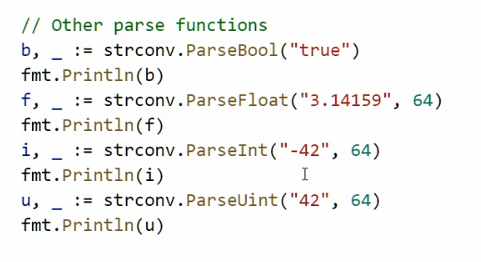 // Other parse functions
b, _ := strconv.ParseBool("true")
fmt.Println(b)
f, _ := strconv.ParseFloat("3.14159", 64)
fmt.Println(f)
i, _ := strconv.ParseInt("-42", 64)
fmt.Println(i)
u, _ := strconv.ParseUint("42", 64)
fmt.Println(u)